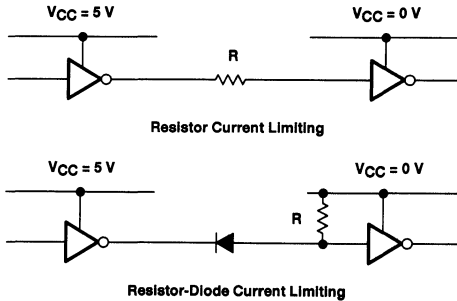 VCC = 5 V VCC = 0 V
R
Resistor Current Limiting
VCC = 5 V VCC = 0 V
R
Resistor-Diode Current Limiting